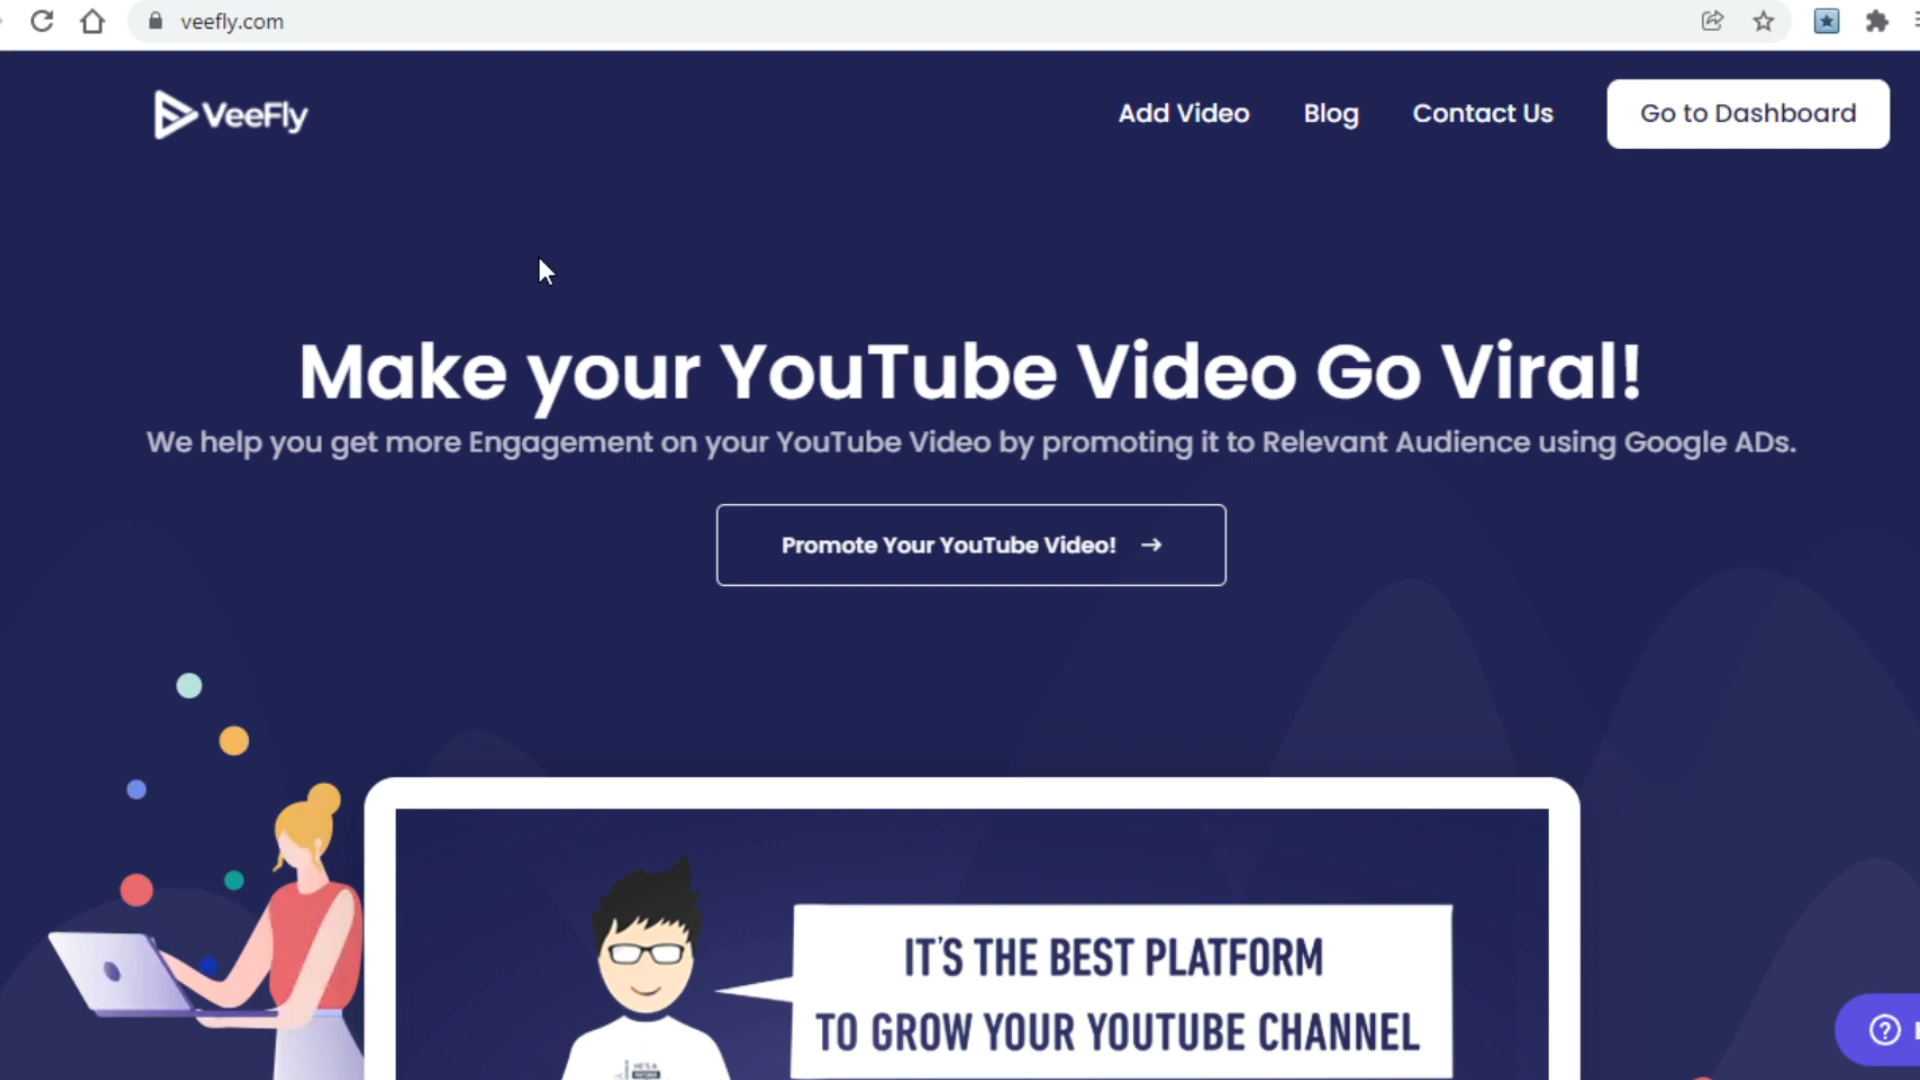 veefly.com
VeeFly
Add Video
Blog
Contact Us
Go to Dashboard
Make your YouTube Video Go Viral!
We help you get more Engagement on your YouTube Video by promoting it to Relevant Audience using Google ADs.
Promote Your YouTube Video! →
IT'S THE BEST PLATFORM
TO GROW YOUR YOUTUBE CHANNEL